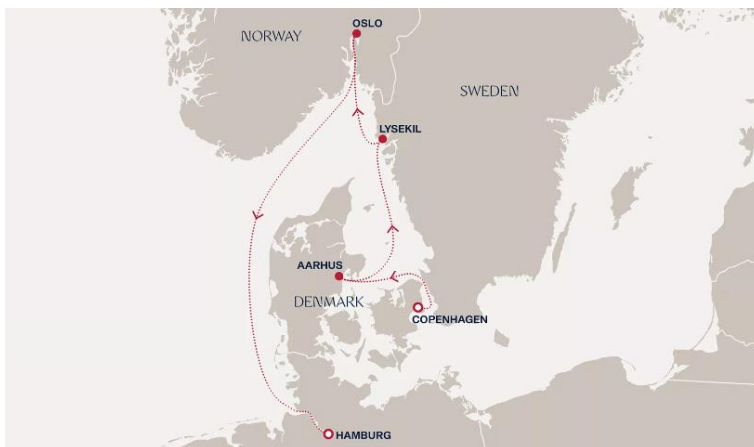 OSLO
NORWAY
SWEDEN
LYSEKIL
AARHUS
DENMARK
COPENHAGEN
HAMBURG